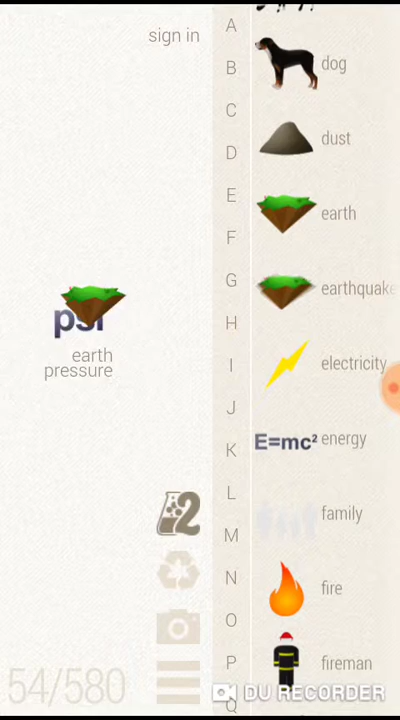 sign in
A
B
C
D
E
F
G
H
I
J
K
L
M
N
O
P
Q
dog
dust
earth
earthquake
electricity
E=mc² energy
family
fire
fireman
psi
earth
pressure
2
54/580
DU RECORDER